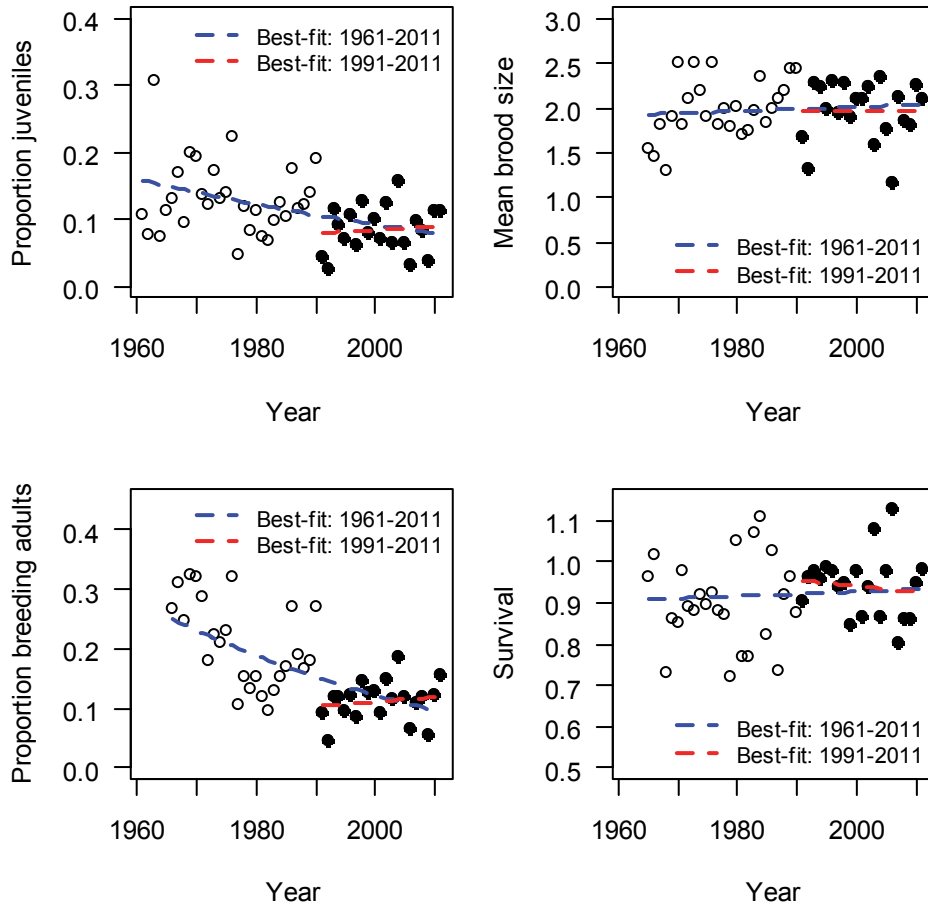 Proportion juveniles
0.4
0.3
0.2
0.1
0.0
Best-fit: 1961-2011
Best-fit: 1991-2011
1960
1980
2000
Year
Mean brood size
3.0
2.5
2.0
1.5
1.0
0.5
0.0
Best-fit: 1961-2011
Best-fit: 1991-2011
1960
1980
2000
Year
Proportion breeding adults
0.4
0.3
0.2
0.1
0.0
Best-fit: 1961-2011
Best-fit: 1991-2011
1960
1980
2000
Year
Survival
1.1
1.0
0.9
0.8
0.7
0.6
0.5
Best-fit: 1961-2011
Best-fit: 1991-2011
1960
1980
2000
Year